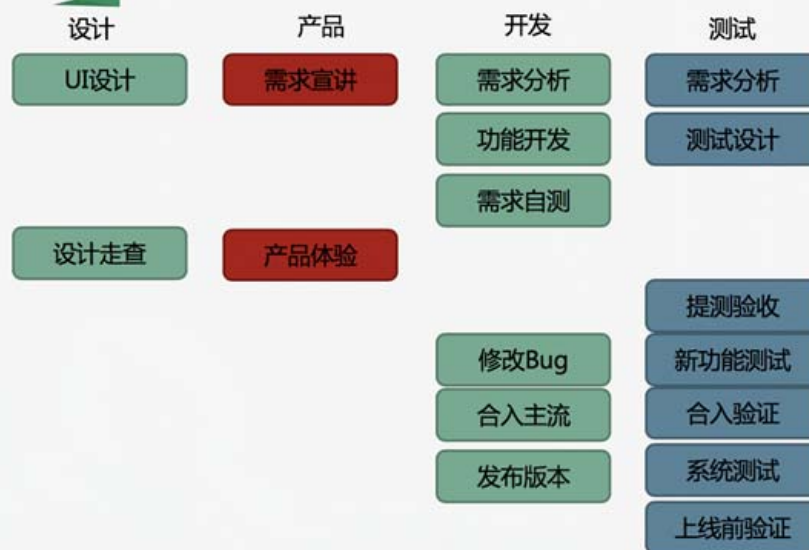 设计 产品 开发 测试
UI设计 需求宣讲 需求分析 需求分析
功能开发 测试设计
需求自测
设计走查 产品体验
提测验收
修改Bug 新功能测试
合入主流 合入验证
发布版本 系统测试
上线前验证